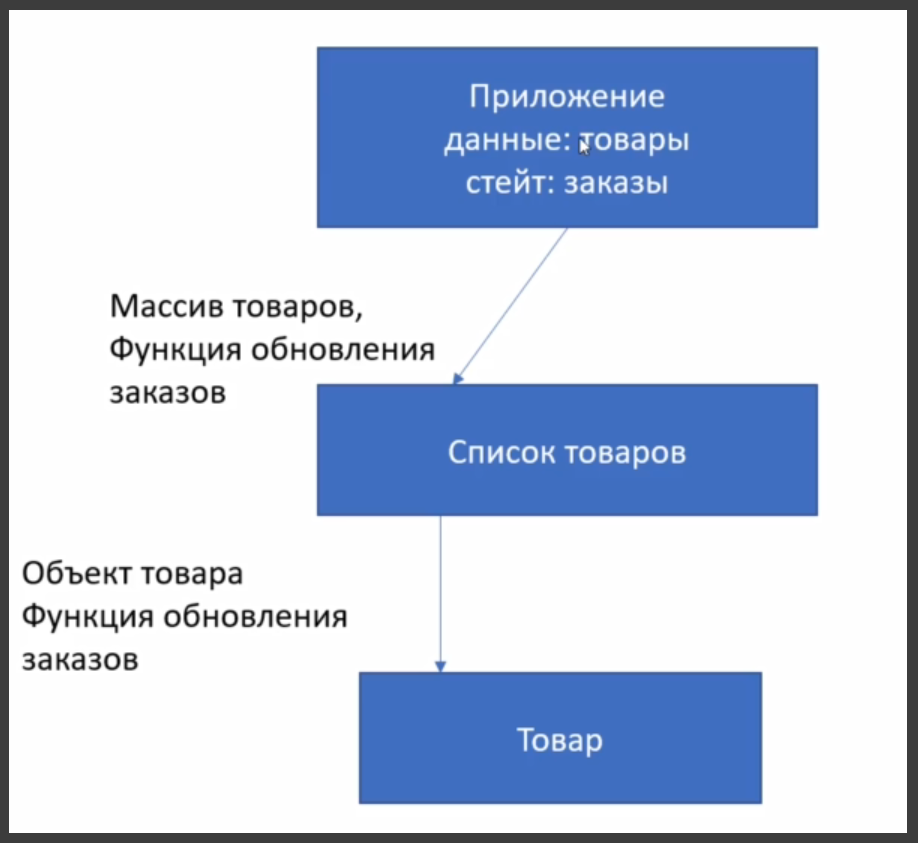 Приложение
данные: товары
стейт: заказы
Массив товаров,
Функция обновления
заказов
Список товаров
Объект товара
Функция обновления
заказов
Товар